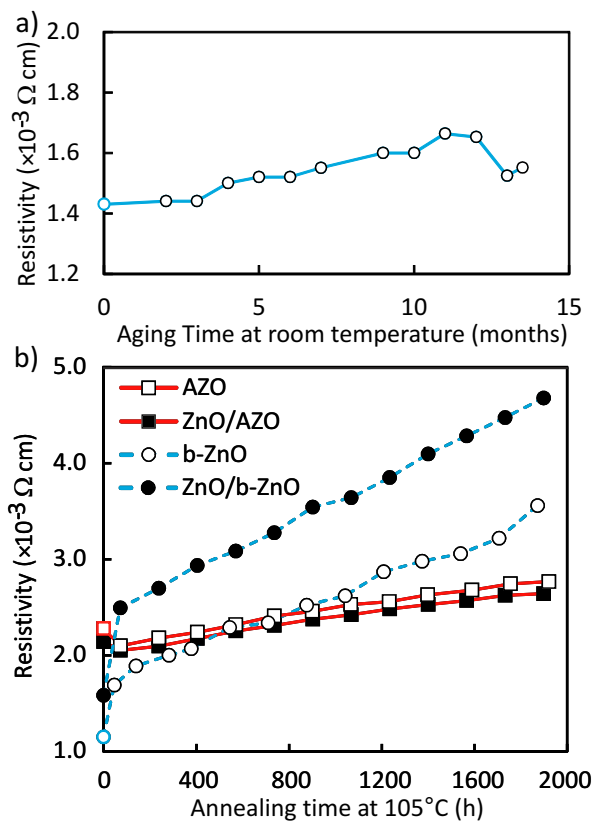 a)
2.0
1.8
1.6
1.4
1.2
Resistivity (×10⁻³ Ω cm)
0 5 10 15
Aging Time at room temperature (months)
b)
5.0
4.0
3.0
2.0
1.0
Resistivity (×10⁻³ Ω cm)
AZO
ZnO/AZO
b-ZnO
ZnO/b-ZnO
0 400 800 1200 1600 2000
Annealing time at 105°C (h)